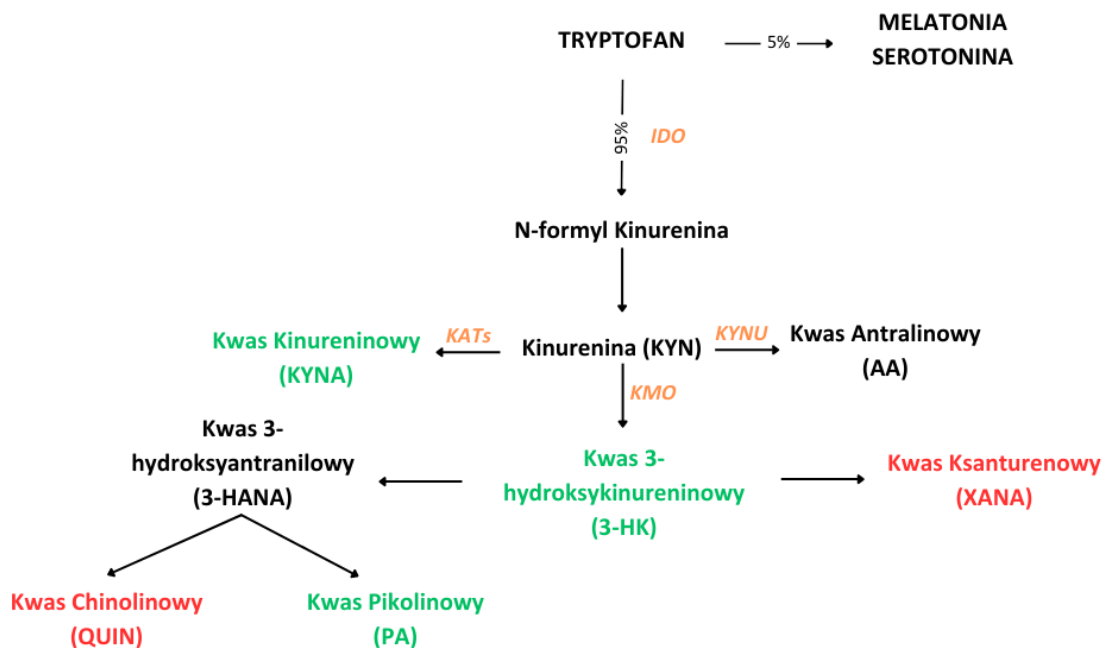 TRYPTOFAN
5%
MELATONIA
SEROTONINA
95%
IDO
N-formyl Kinurenina
Kwas Kinureninowy
(KYNA)
KATs
Kinurenina (KYN)
KYNU
Kwas Antralinowy
(AA)
KMO
Kwas 3-
hydroksyantranilowy
(3-HANA)
Kwas 3-
hydroksykinureninowy
(3-HK)
Kwas Ksanturenowy
(XANA)
Kwas Chinolinowy
(QUIN)
Kwas Pikolinowy
(PA)